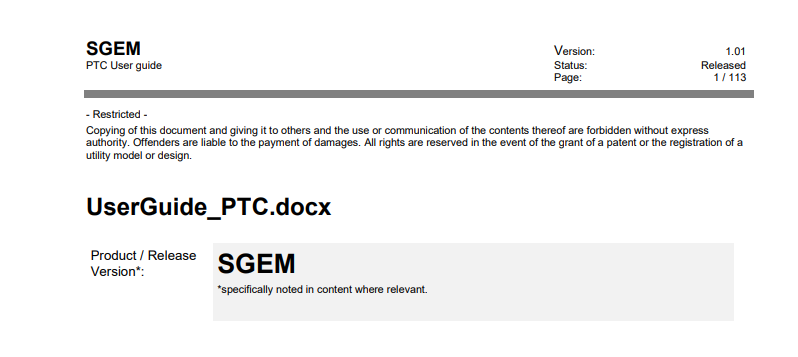 SGEM
PTC User guide
Version: 1.01
Status: Released
Page: 1 / 113
- Restricted -
Copying of this document and giving it to others and the use or communication of the contents thereof are forbidden without express
authority. Offenders are liable to the payment of damages. All rights are reserved in the event of the grant of a patent or the registration of a
utility model or design.
UserGuide_PTC.docx
Product / Release
Version*:
SGEM
*specifically noted in content where relevant.